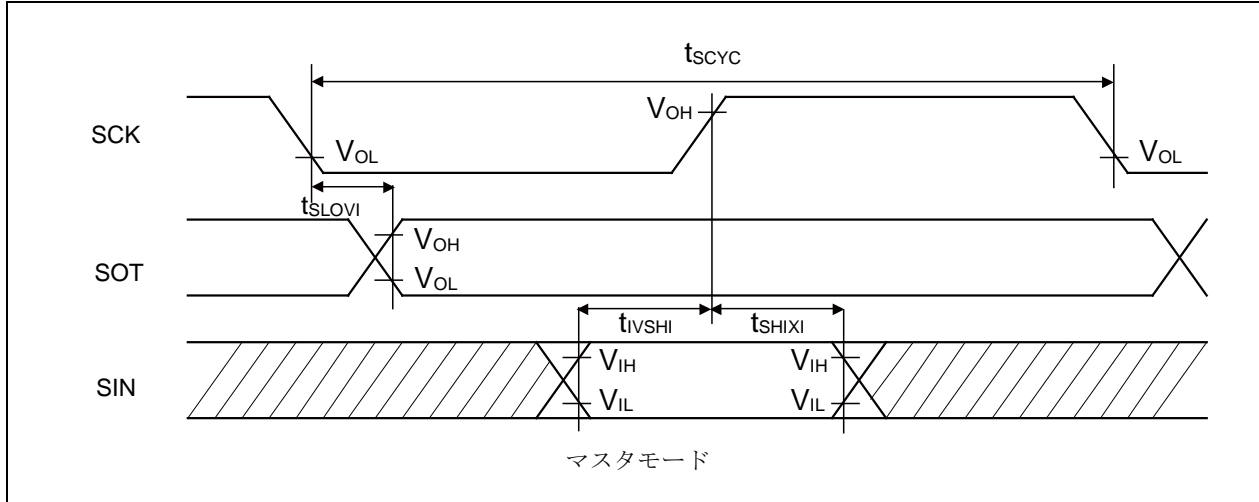 tSCYC
VOH
SCK
VOL
VOL
tSLOVI
VOH
SOT
VOL
tIVSHI
tSHIXI
VIH
VIH
SIN
VIL
VIL
マスタモード